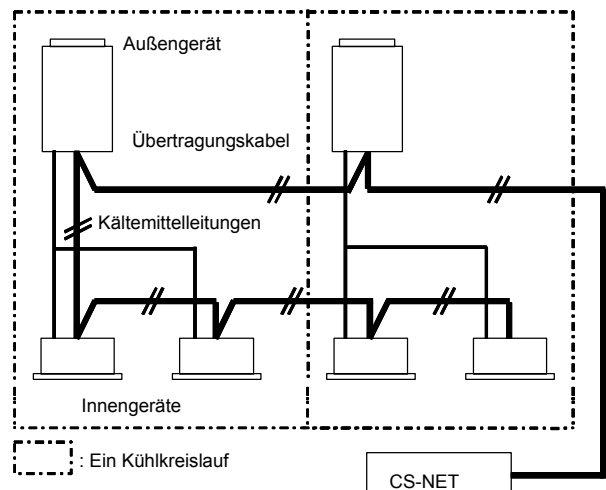 Außengerät
Übertragungskabel
Kältemittelleitungen
Innengeräte
: Ein Kühlkreislauf
CS-NET